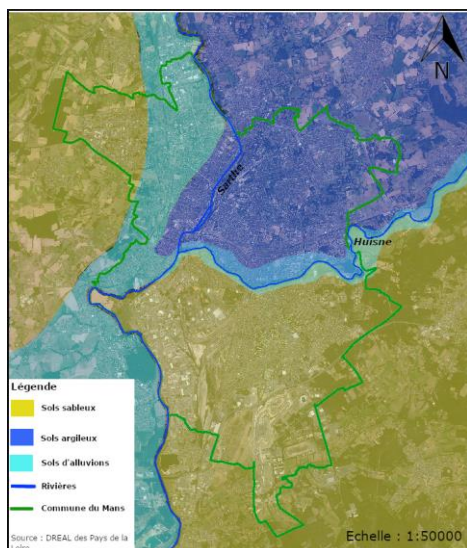 N
Sarthe
Huisne
Légende
Sols sableux
Sols argileux
Sols d'alluvions
Rivières
Commune du Mans
Source : DREAL des Pays de la
Loire
Echelle : 1:50000